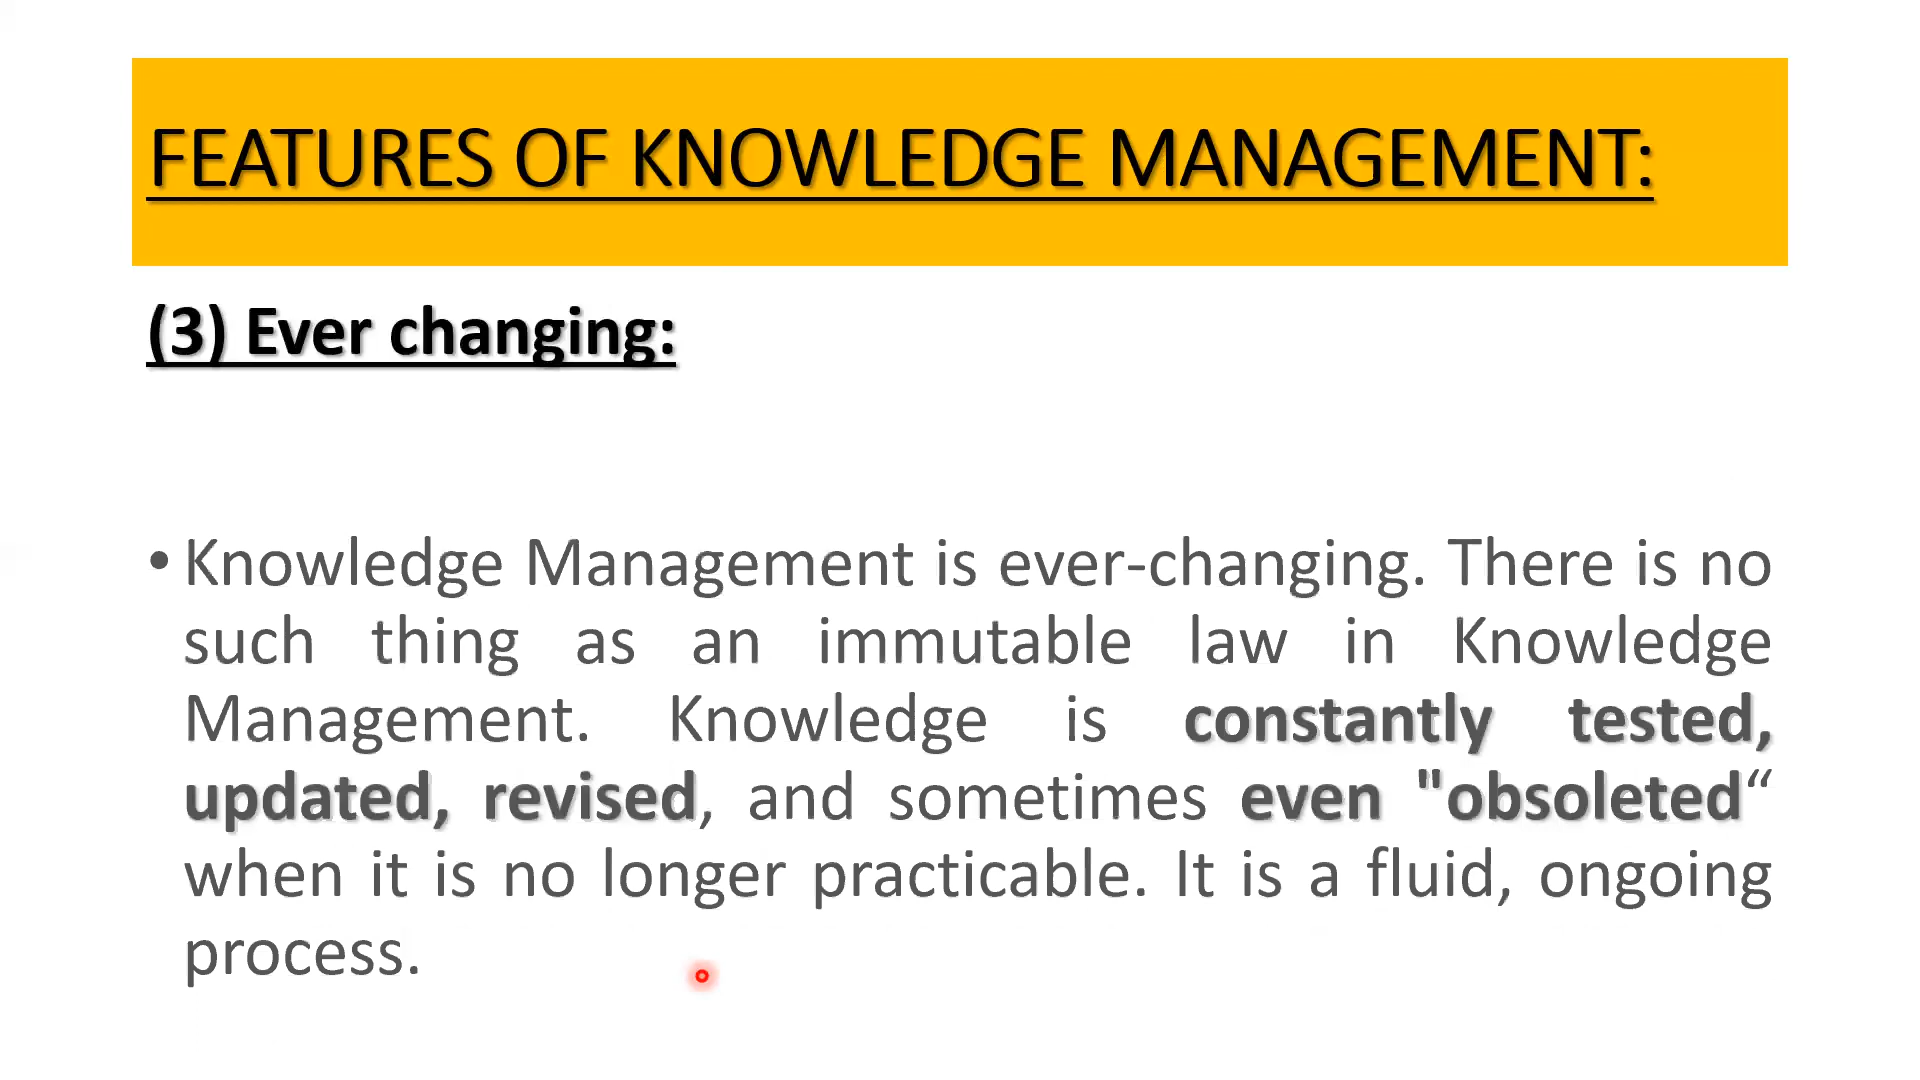 FEATURES OF KNOWLEDGE MANAGEMENT:
(3) Ever changing:
• Knowledge Management is ever-changing. There is no
such thing as an immutable law in Knowledge
Management. Knowledge is constantly tested,
updated, revised, and sometimes even "obsoleted“
when it is no longer practicable. It is a fluid, ongoing
process.